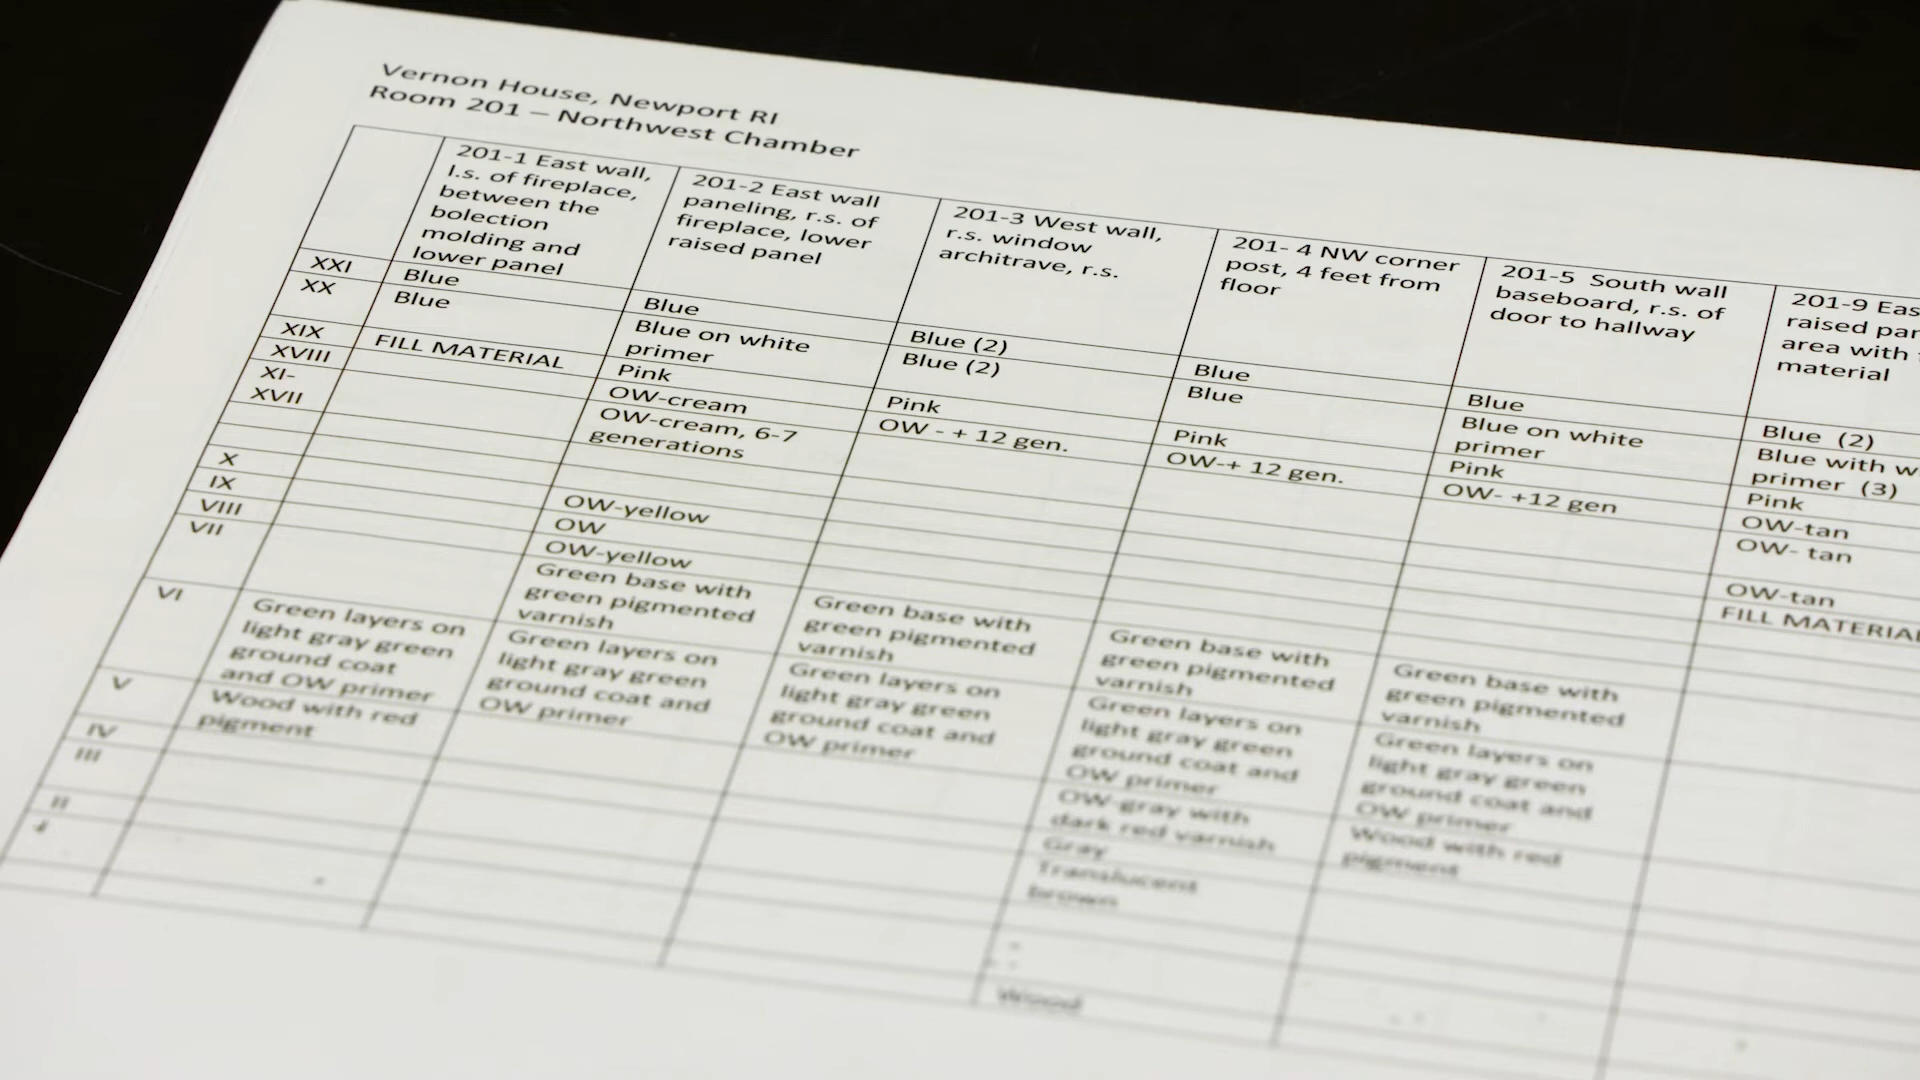 Vernon House, Newport RI
Room 201 – Northwest Chamber
201-1 East wall,
l.s. of fireplace,
between the
bolection
molding and
lower panel
201-2 East wall
paneling, r.s. of
fireplace, lower
raised panel
201-3 West wall,
r.s. window
architrave, r.s.
201- 4 NW corner
post, 4 feet from
floor
201-5 South wall
baseboard, r.s. of
door to hallway
201-9 Eas
raised par
area with
material
XXI
Blue
Blue
Blue (2)
Blue
Blue
Blue (2)
XX
Blue
Blue on white
primer
Blue (2)
Blue
Blue on white
primer
Blue with w
primer (3)
XIX
FILL MATERIAL
Pink
Pink
Pink
Pink
Pink
XVIII
OW-cream
OW - + 12 gen.
OW-+ 12 gen.
OW- +12 gen
OW-tan
XI-
XVII
OW-cream, 6-7
generations
OW- tan
X
OW-yellow
OW-tan
IX
OW
FILL MATERIAL
VIII
OW-yellow
VII
Green base with
green pigmented
varnish
Green base with
green pigmented
varnish
Green base with
green pigmented
varnish
Green base with
green pigmented
varnish
VI
Green layers on
light gray green
ground coat
and OW primer
Green layers on
light gray green
ground coat and
OW primer
Green layers on
light gray green
ground coat and
OW primer
Green layers on
light gray green
ground coat and
OW primer
Green layers on
light gray green
ground coat and
OW primer
V
Wood with red
pigment
OW-gray with
dark red varnish
Wood with red
pigment
IV
Gray
III
Translucent
brown
II
Wood